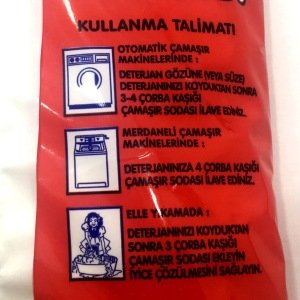 KULLANMA TALİMATI
OTOMATİK ÇAMAŞIR
MAKİNELERİNDE :
DETERJAN GÖZÜNE (VEYA SÜZE)
DETERJANINIZI KOYDUKTAN SONRA
3-4 ÇORBA KAŞIĞI
ÇAMAŞIR SODASI İLAVE EDİNİZ.
MERDANELİ ÇAMAŞIR
MAKİNELERİNDE :
DETERJANINIZA 4 ÇORBA KAŞIĞI
ÇAMAŞIR SODASI İLAVE EDİNİZ.
ELLE YIKAMADA :
DETERJANINIZI KOYDUKTAN
SONRA 3 ÇORBA KAŞIĞI
ÇAMAŞIR SODASI EKLEYİN
İYİCE ÇÖZÜLMESİNİ SAĞLAYIN.